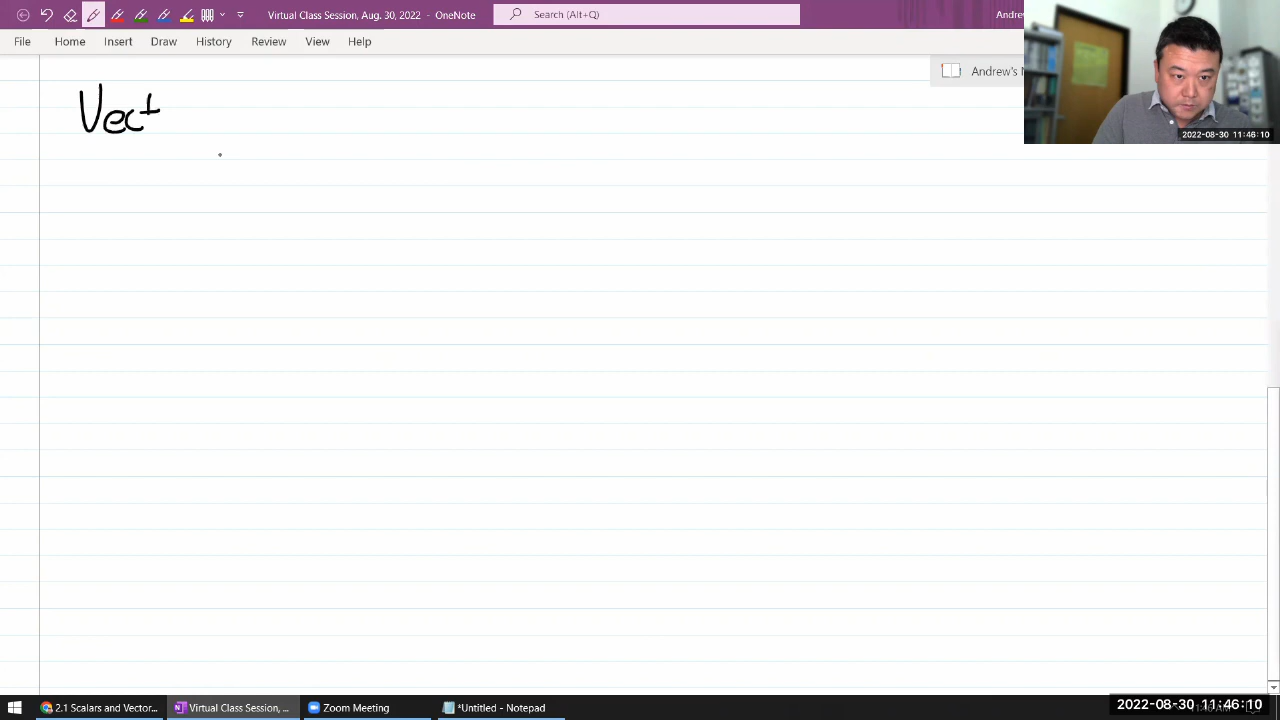 Virtual Class Session, Aug. 30, 2022 - OneNote
Search (Alt+Q)
Andrew
File Home Insert Draw History Review View Help
Andrew's N
Vect
2022-08-30 11:46:10
2.1 Scalars and Vector...
Virtual Class Session, ...
Zoom Meeting
*Untitled - Notepad
2022-08-30 11:46:10